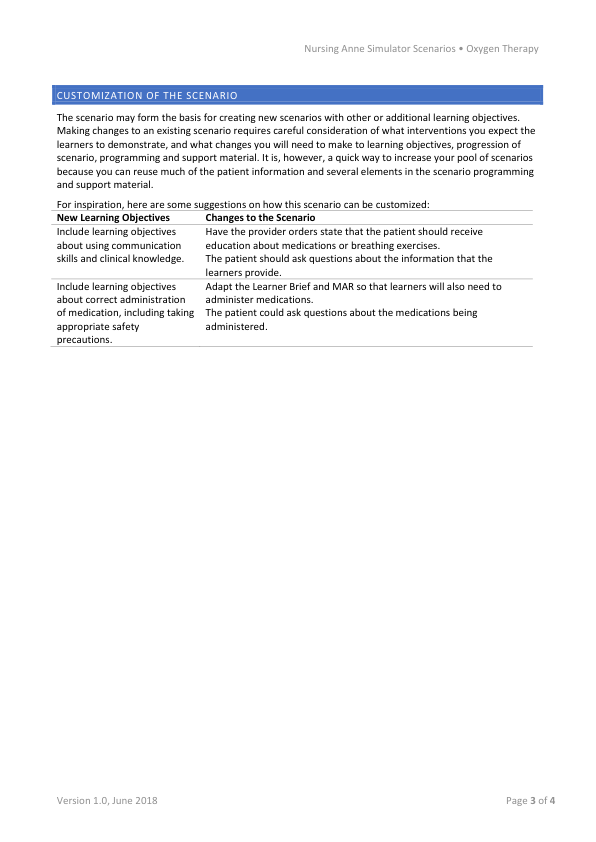 Nursing Anne Simulator Scenarios • Oxygen Therapy
CUSTOMIZATION OF THE SCENARIO
The scenario may form the basis for creating new scenarios with other or additional learning objectives.
Making changes to an existing scenario requires careful consideration of what interventions you expect the
learners to demonstrate, and what changes you will need to make to learning objectives, progression of
scenario, programming and support material. It is, however, a quick way to increase your pool of scenarios
because you can reuse much of the patient information and several elements in the scenario programming
and support material.
For inspiration, here are some suggestions on how this scenario can be customized:
New Learning Objectives
Changes to the Scenario
Include learning objectives
about using communication
skills and clinical knowledge.
Have the provider orders state that the patient should receive
education about medications or breathing exercises.
The patient should ask questions about the information that the
learners provide.
Include learning objectives
about correct administration
of medication, including taking
appropriate safety
precautions.
Adapt the Learner Brief and MAR so that learners will also need to
administer medications.
The patient could ask questions about the medications being
administered.
Version 1.0, June 2018
Page 3 of 4